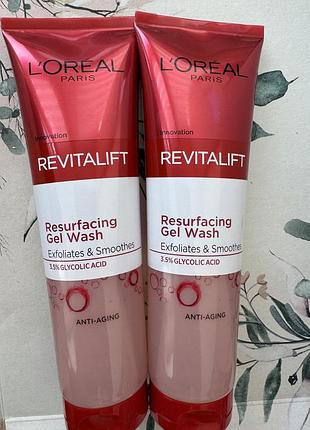 L'ORÉAL
PARIS
Innovation
REVITALIFT
Resurfacing
Gel Wash
Exfoliates & Smoothes
3.5% GLYCOLIC ACID
ANTI-AGING
L'ORÉAL
PARIS
Innovation
REVITALIFT
Resurfacing
Gel Wash
Exfoliates & Smoothes
3.5% GLYCOLIC ACID
ANTI-AGING